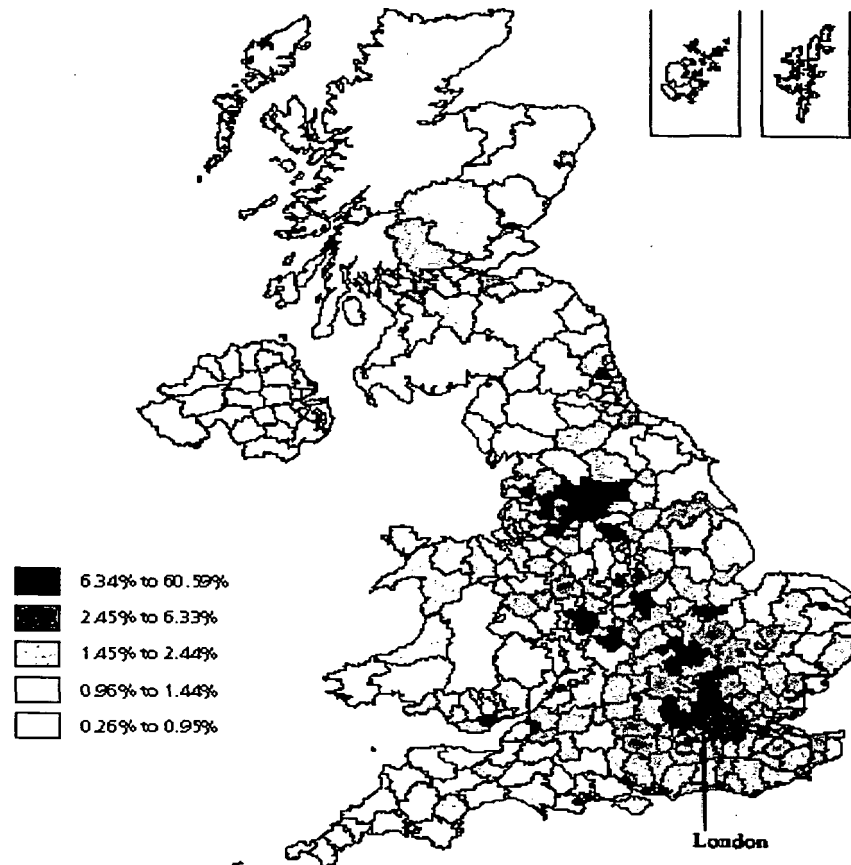 6.34% to 60.59%
2.45% to 6.33%
1.45% to 2.44%
0.96% to 1.44%
0.26% to 0.95%
London